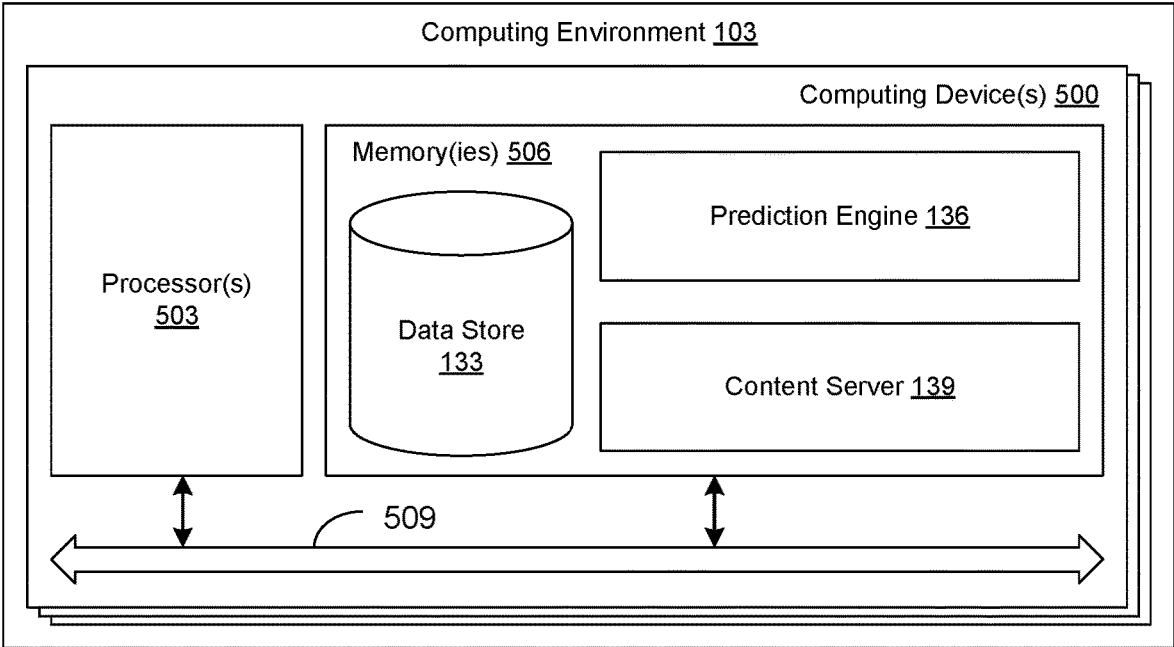 Computing Environment 103
Computing Device(s) 500
Memory(ies) 506
Prediction Engine 136
Processor(s)
503
Data Store
133
Content Server 139
509